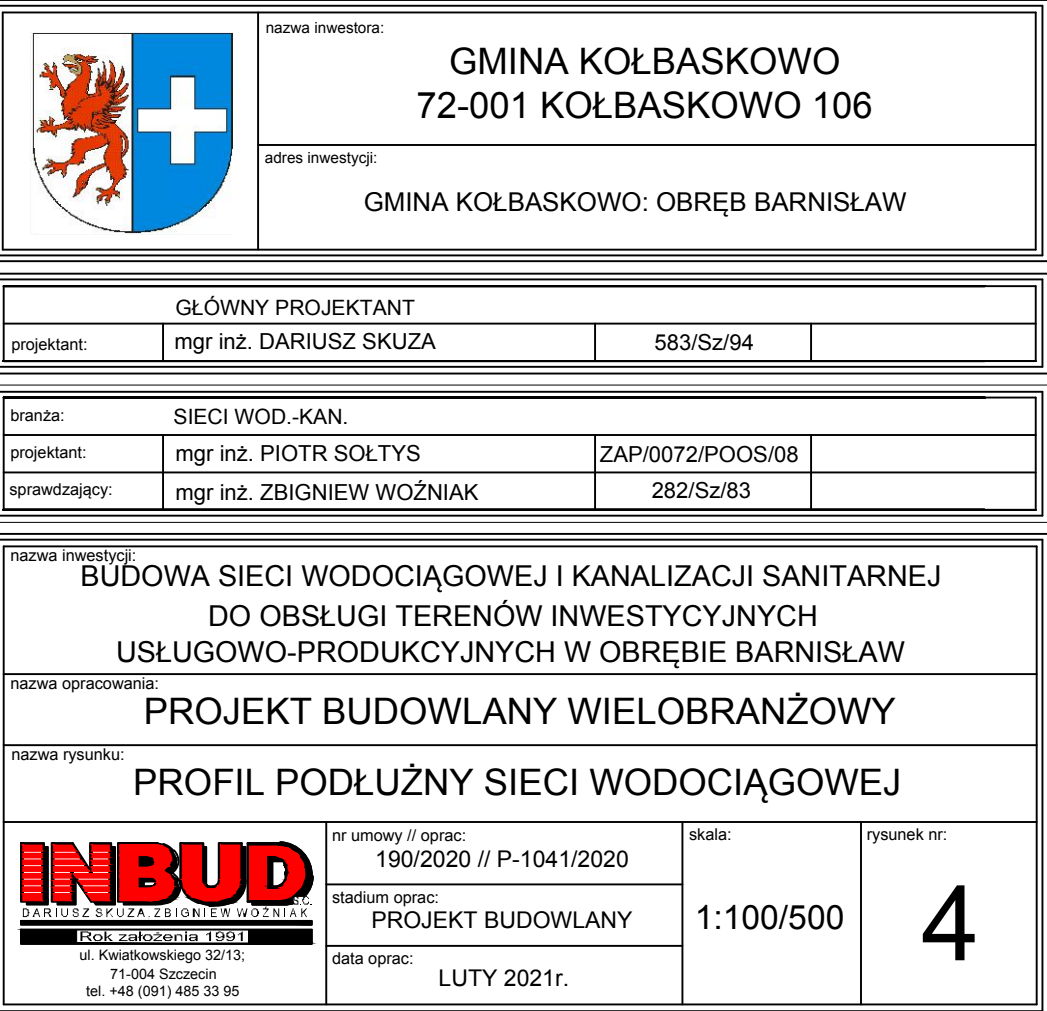 nazwa inwestora:
GMINA KOŁBASKOWO
72-001 KOŁBASKOWO 106
adres inwestycji:
GMINA KOŁBASKOWO: OBRĘB BARNISŁAW
GŁÓWNY PROJEKTANT
projektant: mgr inż. DARIUSZ SKUZA 583/Sz/94
branża: SIECI WOD.-KAN.
projektant: mgr inż. PIOTR SOŁTYS ZAP/0072/POOS/08
sprawdzający: mgr inż. ZBIGNIEW WOŹNIAK 282/Sz/83
nazwa inwestycji:
BUDOWA SIECI WODOCIĄGOWEJ I KANALIZACJI SANITARNEJ
DO OBSŁUGI TERENÓW INWESTYCYJNYCH
USŁUGOWO-PRODUKCYJNYCH W OBRĘBIE BARNISŁAW
nazwa opracowania:
PROJEKT BUDOWLANY WIELOBRANŻOWY
nazwa rysunku:
PROFIL PODŁUŻNY SIECI WODOCIĄGOWEJ
INBUD
S.C.
DARIUSZ SKUZA.ZBIGNIEW WOŹNIAK
Rok założenia 1991
ul. Kwiatkowskiego 32/13;
71-004 Szczecin
tel. +48 (091) 485 33 95
nr umowy // oprac:
190/2020 // P-1041/2020
stadium oprac:
PROJEKT BUDOWLANY
data oprac:
LUTY 2021r.
skala:
1:100/500
rysunek nr:
4